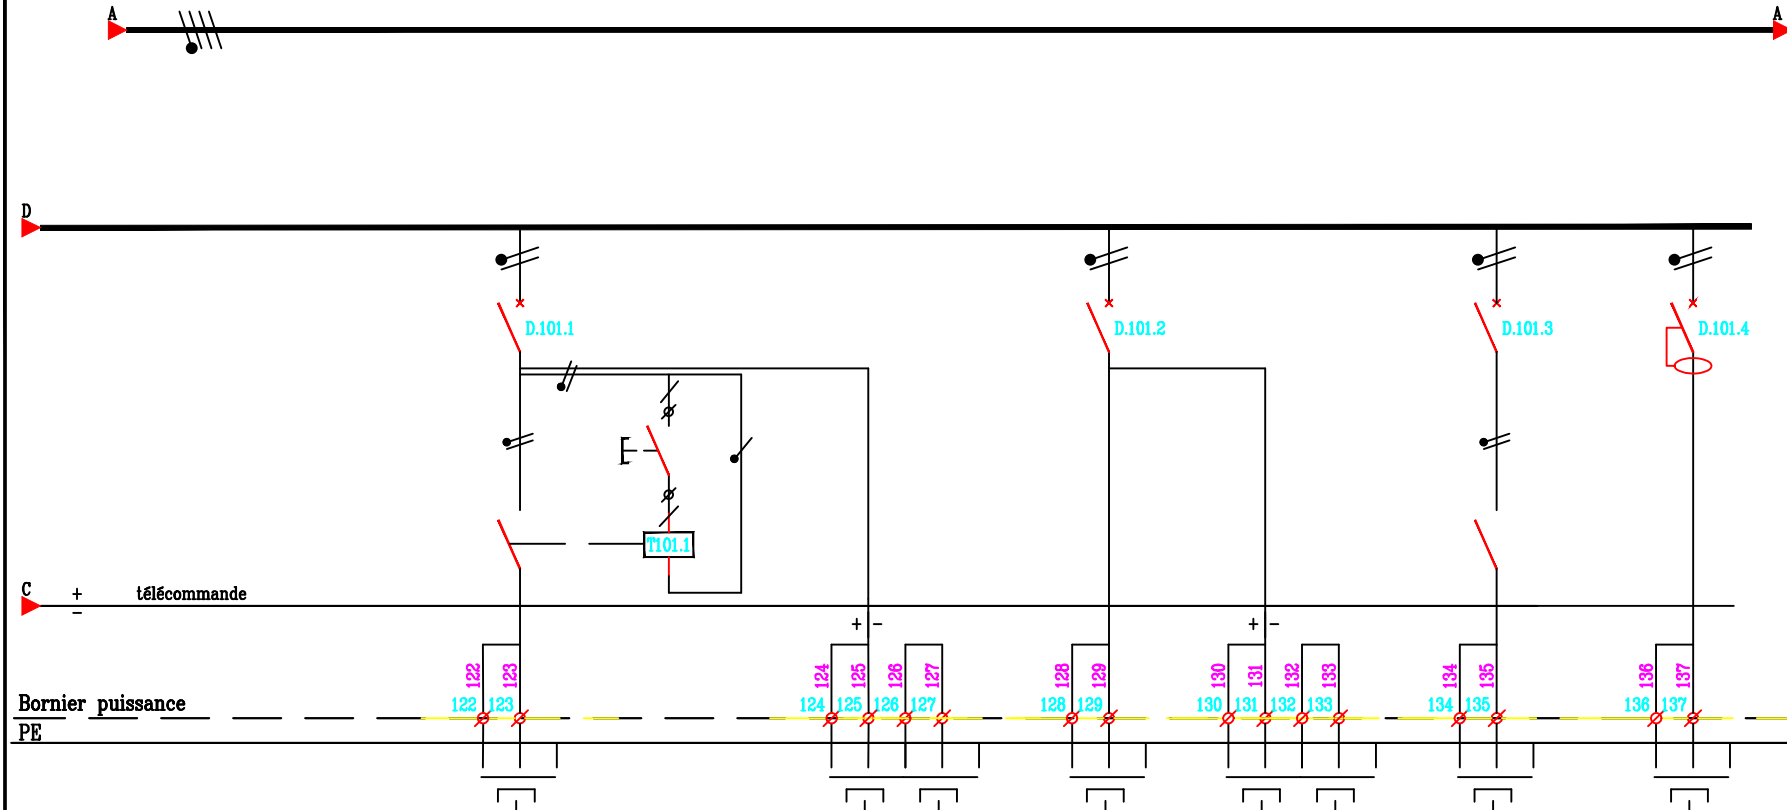 A A
D
D.101.1 D.101.2 D.101.3 D.101.4
T101.1
C + télécommande
−
+ − + −
122 123 124 125 126 127 128 129 130 131 132 133 134 135 136 137
Bornier puissance 122 123 124 125 126 127 128 129 130 131 132 133 134 135 136 137
PE